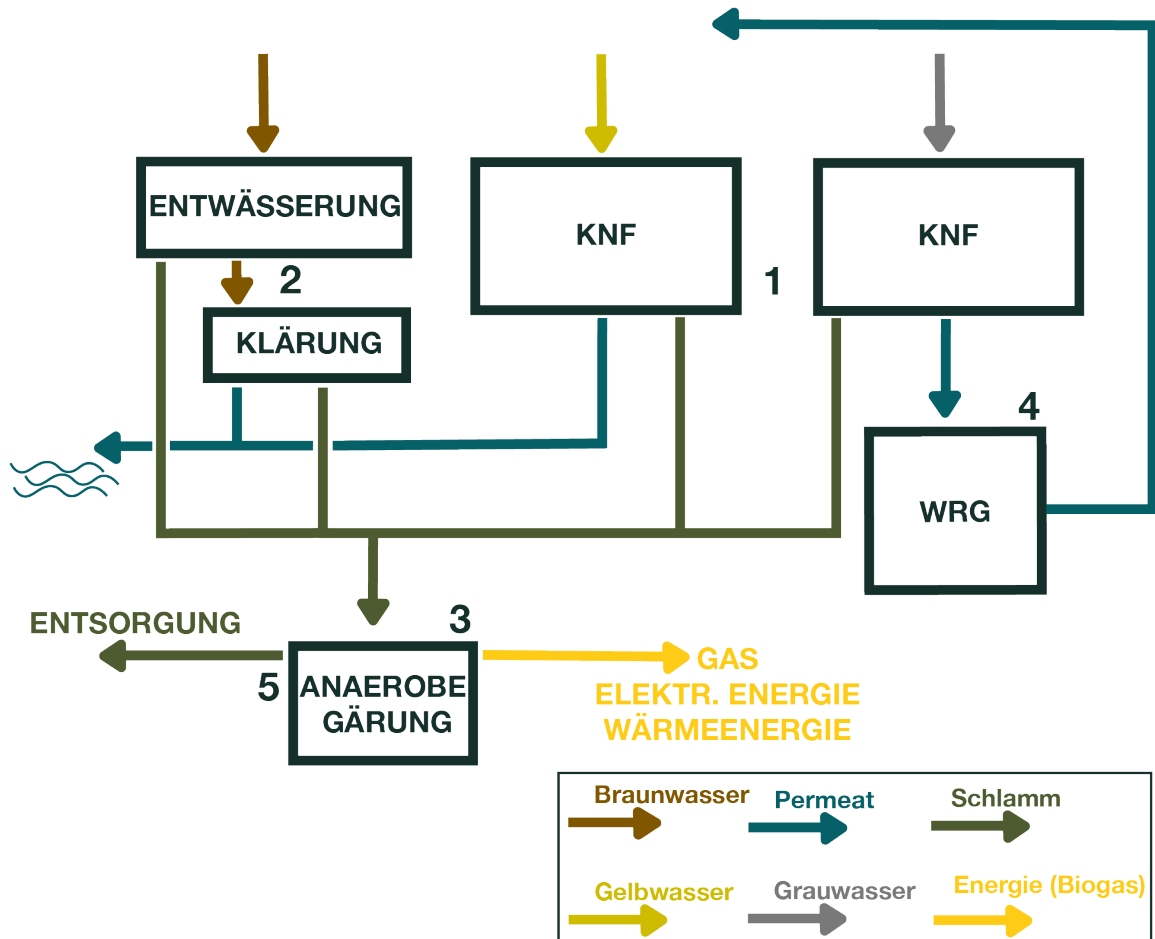 ENTWÄSSERUNG
KNF
KNF
2
1
KLÄRUNG
4
WRG
ENTSORGUNG
3
GAS
5
ANAEROBE
GÄRUNG
ELEKTR. ENERGIE
WÄRMEENERGIE
Braunwasser
Permeat
Schlamm
Gelbwasser
Grauwasser
Energie (Biogas)